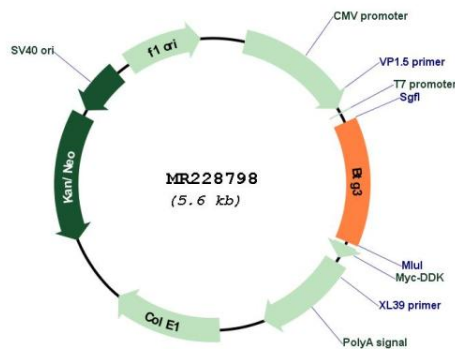 CMV promoter
SV40 ori
f1 ori
VP1.5 primer
T7 promoter
SgfI
Kan/Neo
MR228798
(5.6 kb)
Btg3
MluI
Myc-DDK
XL39 primer
Col E1
PolyA signal